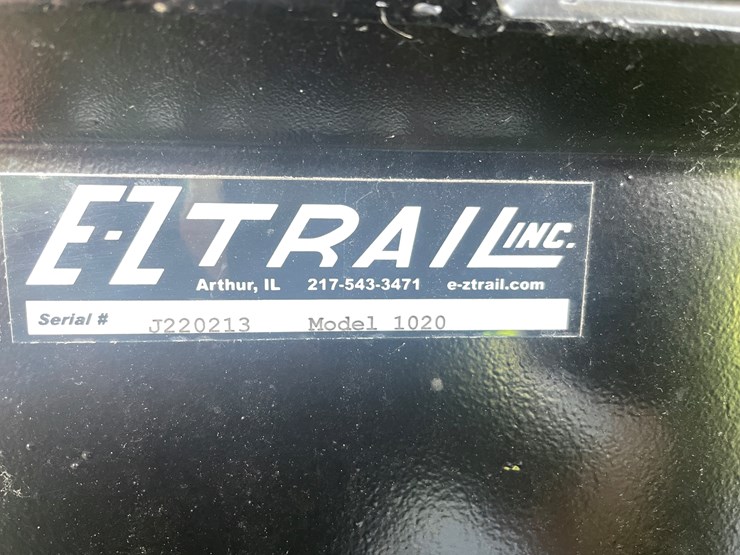 E-Z TRAIL INC.
Arthur, IL 217-543-3471 e-ztrail.com
Serial # J220213 Model 1020